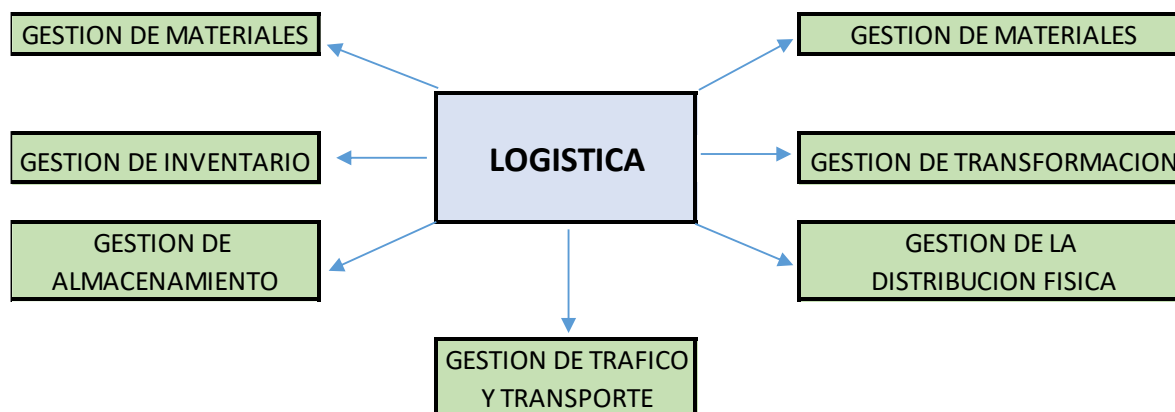 GESTION DE MATERIALES
GESTION DE MATERIALES
LOGISTICA
GESTION DE INVENTARIO
GESTION DE TRANSFORMACION
GESTION DE
ALMACENAMIENTO
GESTION DE LA
DISTRIBUCION FISICA
GESTION DE TRAFICO
Y TRANSPORTE